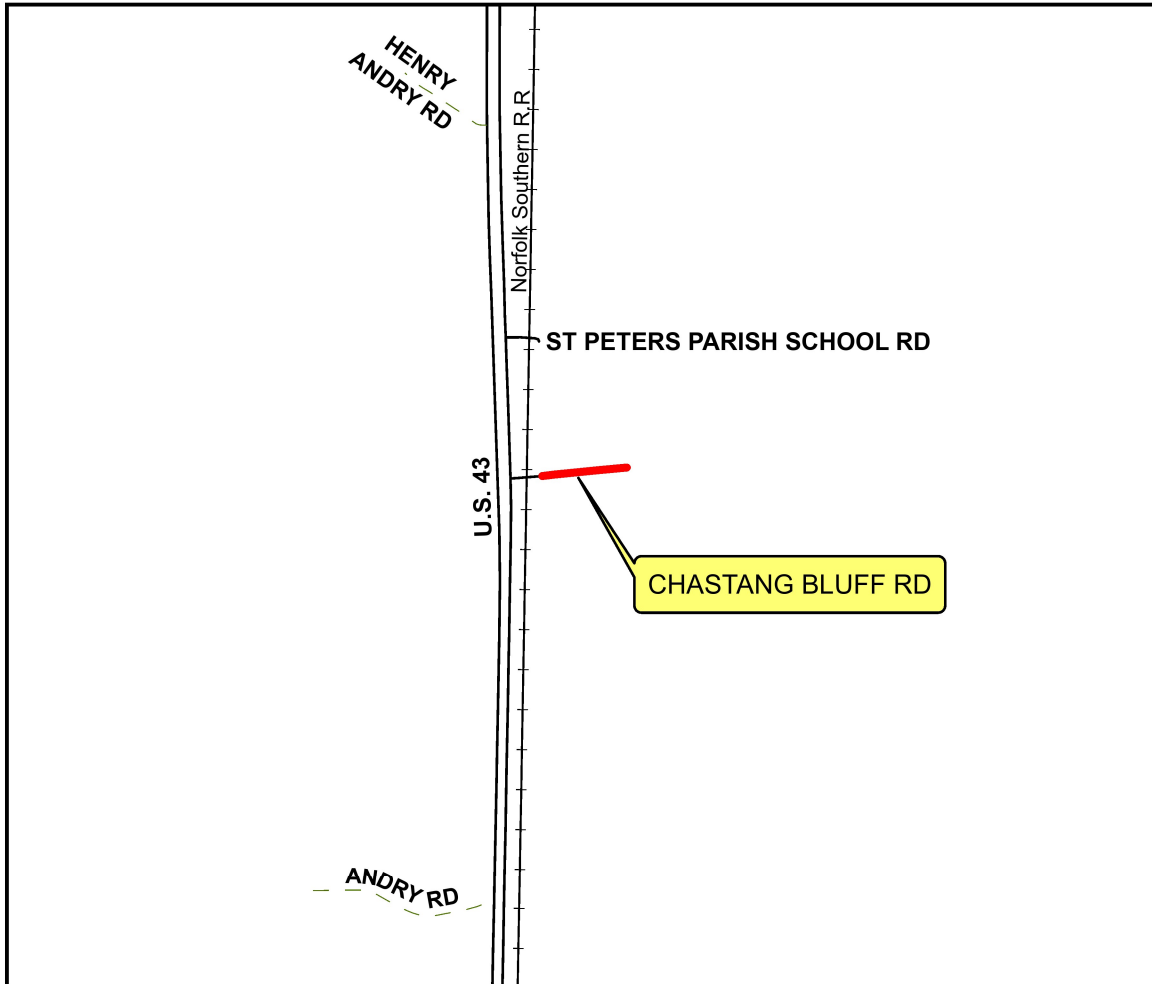 HENRY
ANDRY RD
Norfolk Southern R.R
ST PETERS PARISH SCHOOL RD
U.S. 43
CHASTANG BLUFF RD
ANDRY RD